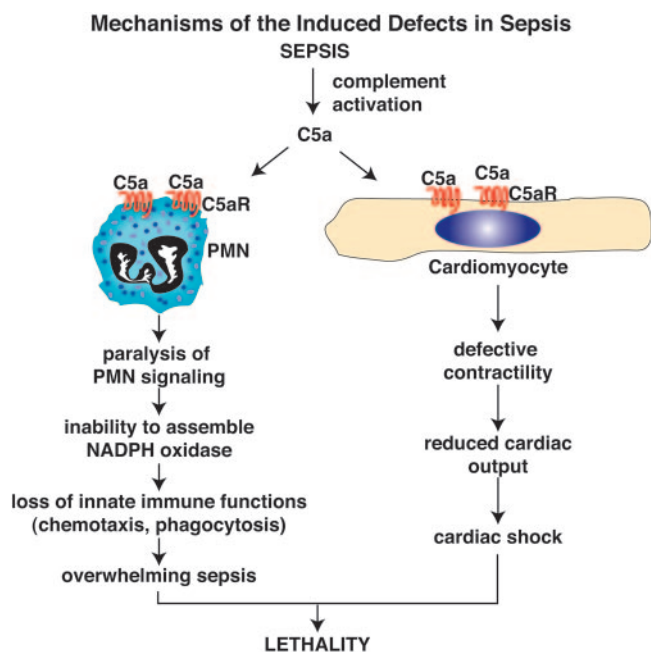 Mechanisms of the Induced Defects in Sepsis
SEPSIS
complement
activation
C5a
C5a
C5a
C5aR
PMN
paralysis of
PMN signaling
inability to assemble
NADPH oxidase
loss of innate immune functions
(chemotaxis, phagocytosis)
overwhelming sepsis
C5a
C5a
C5aR
Cardiomyocyte
defective
contractility
reduced cardiac
output
cardiac shock
LETHALITY